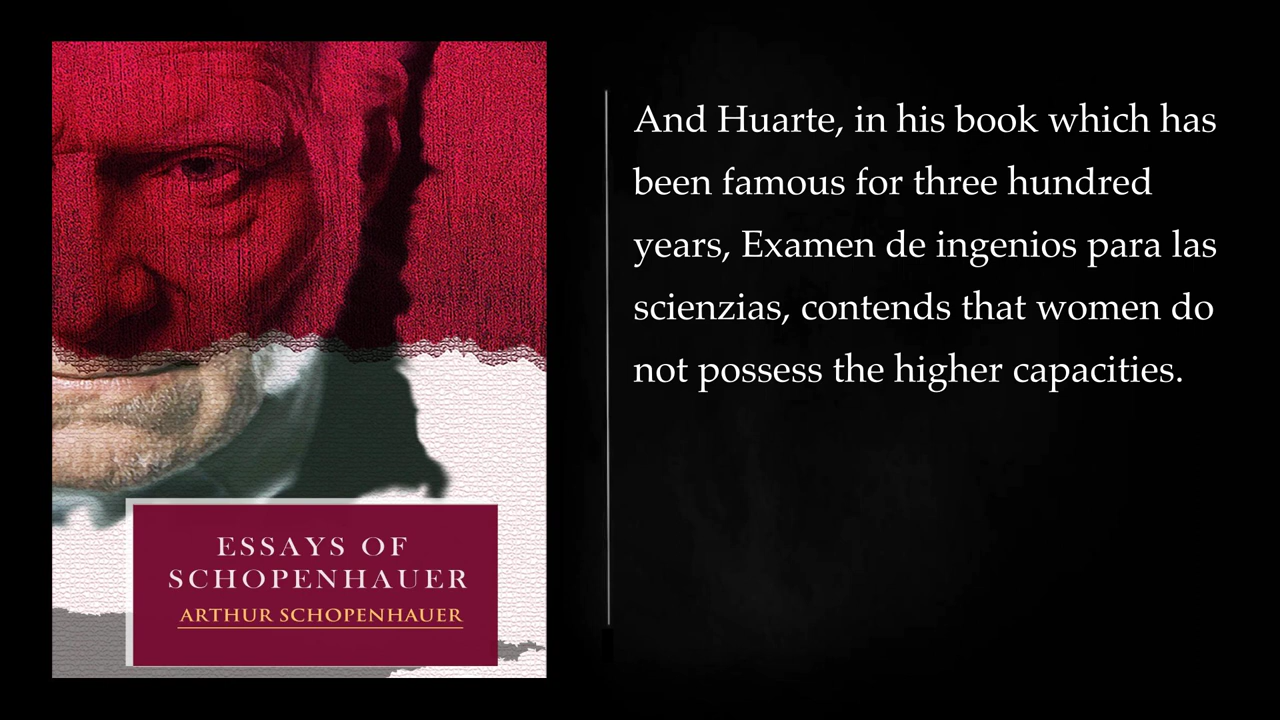 ESSAYS OF
SCHOPENHAUER
ARTHUR SCHOPENHAUER
And Huarte, in his book which has
been famous for three hundred
years, Examen de ingenios para las
scienzias, contends that women do
not possess the higher capacities.